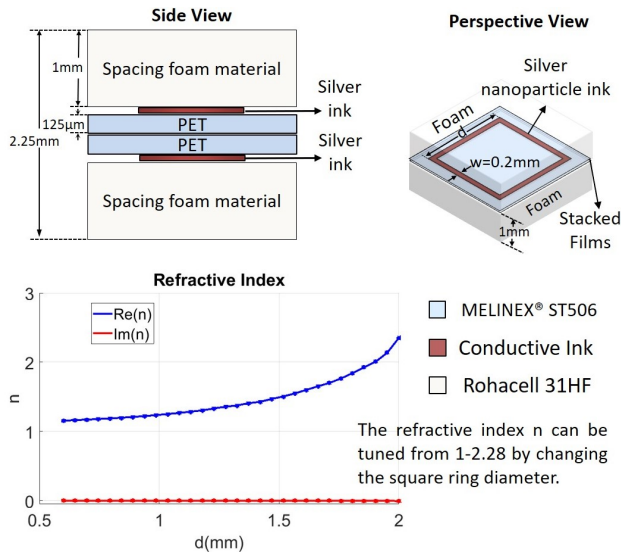 Side View
Perspective View
1mm
Spacing foam material
Silver
ink
125µm
PET
2.25mm
PET
Silver
ink
Spacing foam material
Silver
nanoparticle ink
Foam
d
w=0.2mm
Foam
1mm
Stacked
Films
Refractive Index
3
2
1
0
n
Re(n)
Im(n)
0.5
1
1.5
2
d(mm)
MELINEX® ST506
Conductive Ink
Rohacell 31HF
The refractive index n can be
tuned from 1-2.28 by changing
the square ring diameter.